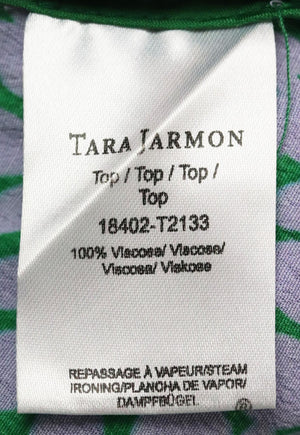 TARA JARMON
Top / Top / Top /
Top
18402-T2133
100% Viscose/ Viscose/
Viscosa/ Viskose
REPASSAGE À VAPEUR/STEAM
IRONING/PLANCHA DE VAPOR/
DAMPFBÜGEL